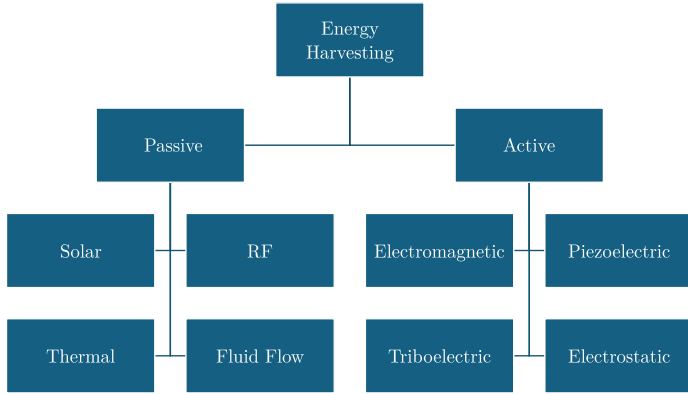 Energy
Harvesting
Passive
Active
Solar
RF
Electromagnetic
Piezoelectric
Thermal
Fluid Flow
Triboelectric
Electrostatic